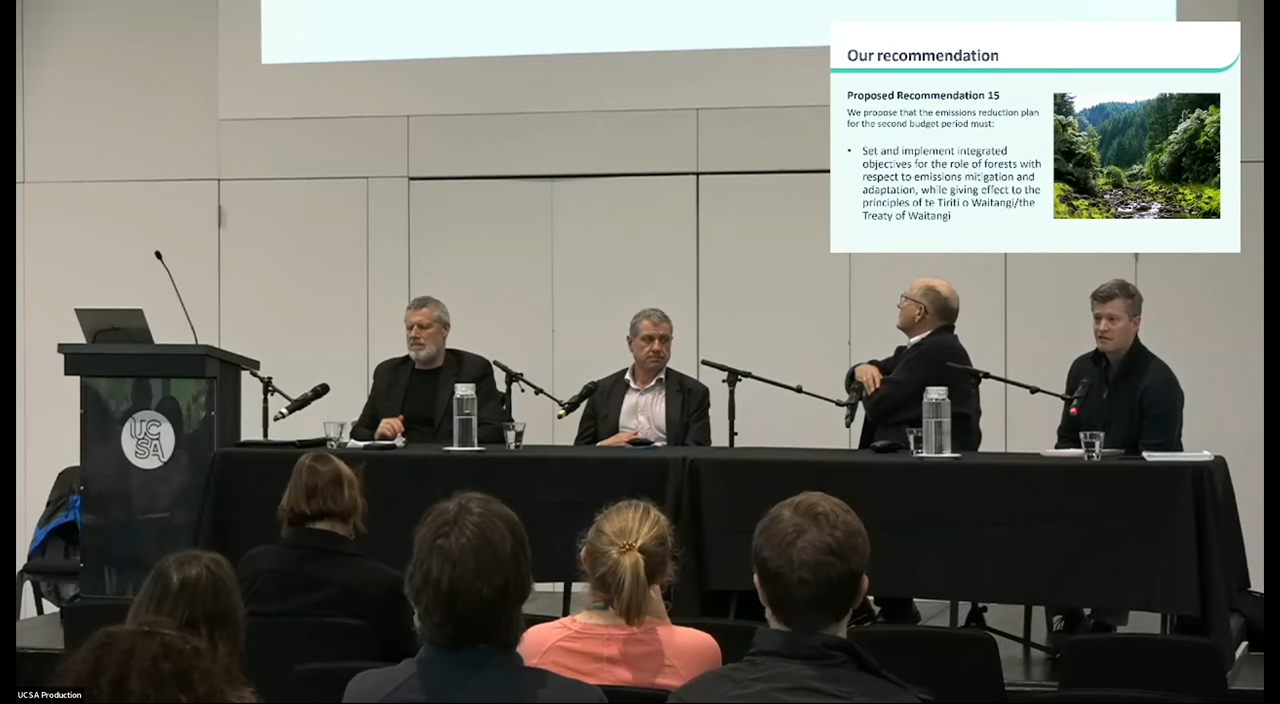 Our recommendation
Proposed Recommendation 15
We propose that the emissions reduction plan
for the second budget period must:
• Set and implement integrated
objectives for the role of forests with
respect to emissions mitigation and
adaptation, while giving effect to the
principles of te Tiriti o Waitangi/the
Treaty of Waitangi
UC
SA
UCSA Production